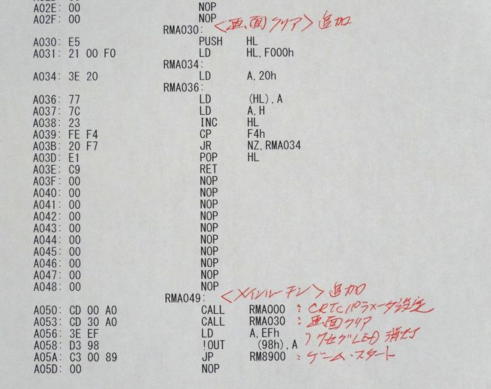 A02E: 00 NOP
A02F: 00 NOP
RMA030: <画面クリア> 追加
A030: E5 PUSH HL
A031: 21 00 F0 LD HL,F000h
RMA034:
A034: 3E 20 LD A,20h
RMA036:
A036: 77 LD (HL),A
A037: 7C LD A,H
A038: 23 INC HL
A039: FE F4 CP F4h
A03B: 20 F7 JR NZ,RMA034
A03D: E1 POP HL
A03E: C9 RET
A03F: 00 NOP
A040: 00 NOP
A041: 00 NOP
A042: 00 NOP
A043: 00 NOP
A044: 00 NOP
A045: 00 NOP
A046: 00 NOP
A047: 00 NOP
A048: 00 NOP
RMA049: <メインルーチン> 追加
A050: CD 00 A0 CALL RMA000 : CRTCパラメータ設定
A053: CD 30 A0 CALL RMA030 : 画面クリア
A056: 3E EF LD A,EFh ) 7セグLED 消灯
A058: D3 98 !OUT (98h),A
A05A: C3 00 89 JP RM8900 : ゲーム・スタート
A05D: 00 NOP